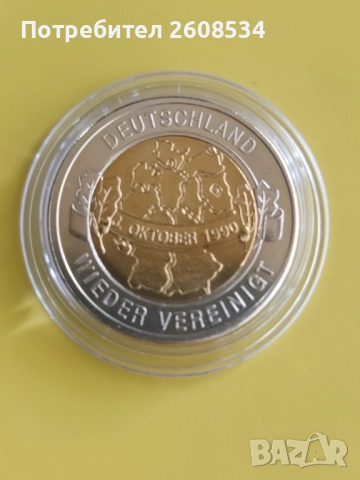 Потребител 2608534
DEUTSCHLAND
3. OKTOBER 1990
WIEDER VEREINIGT
BAZAR